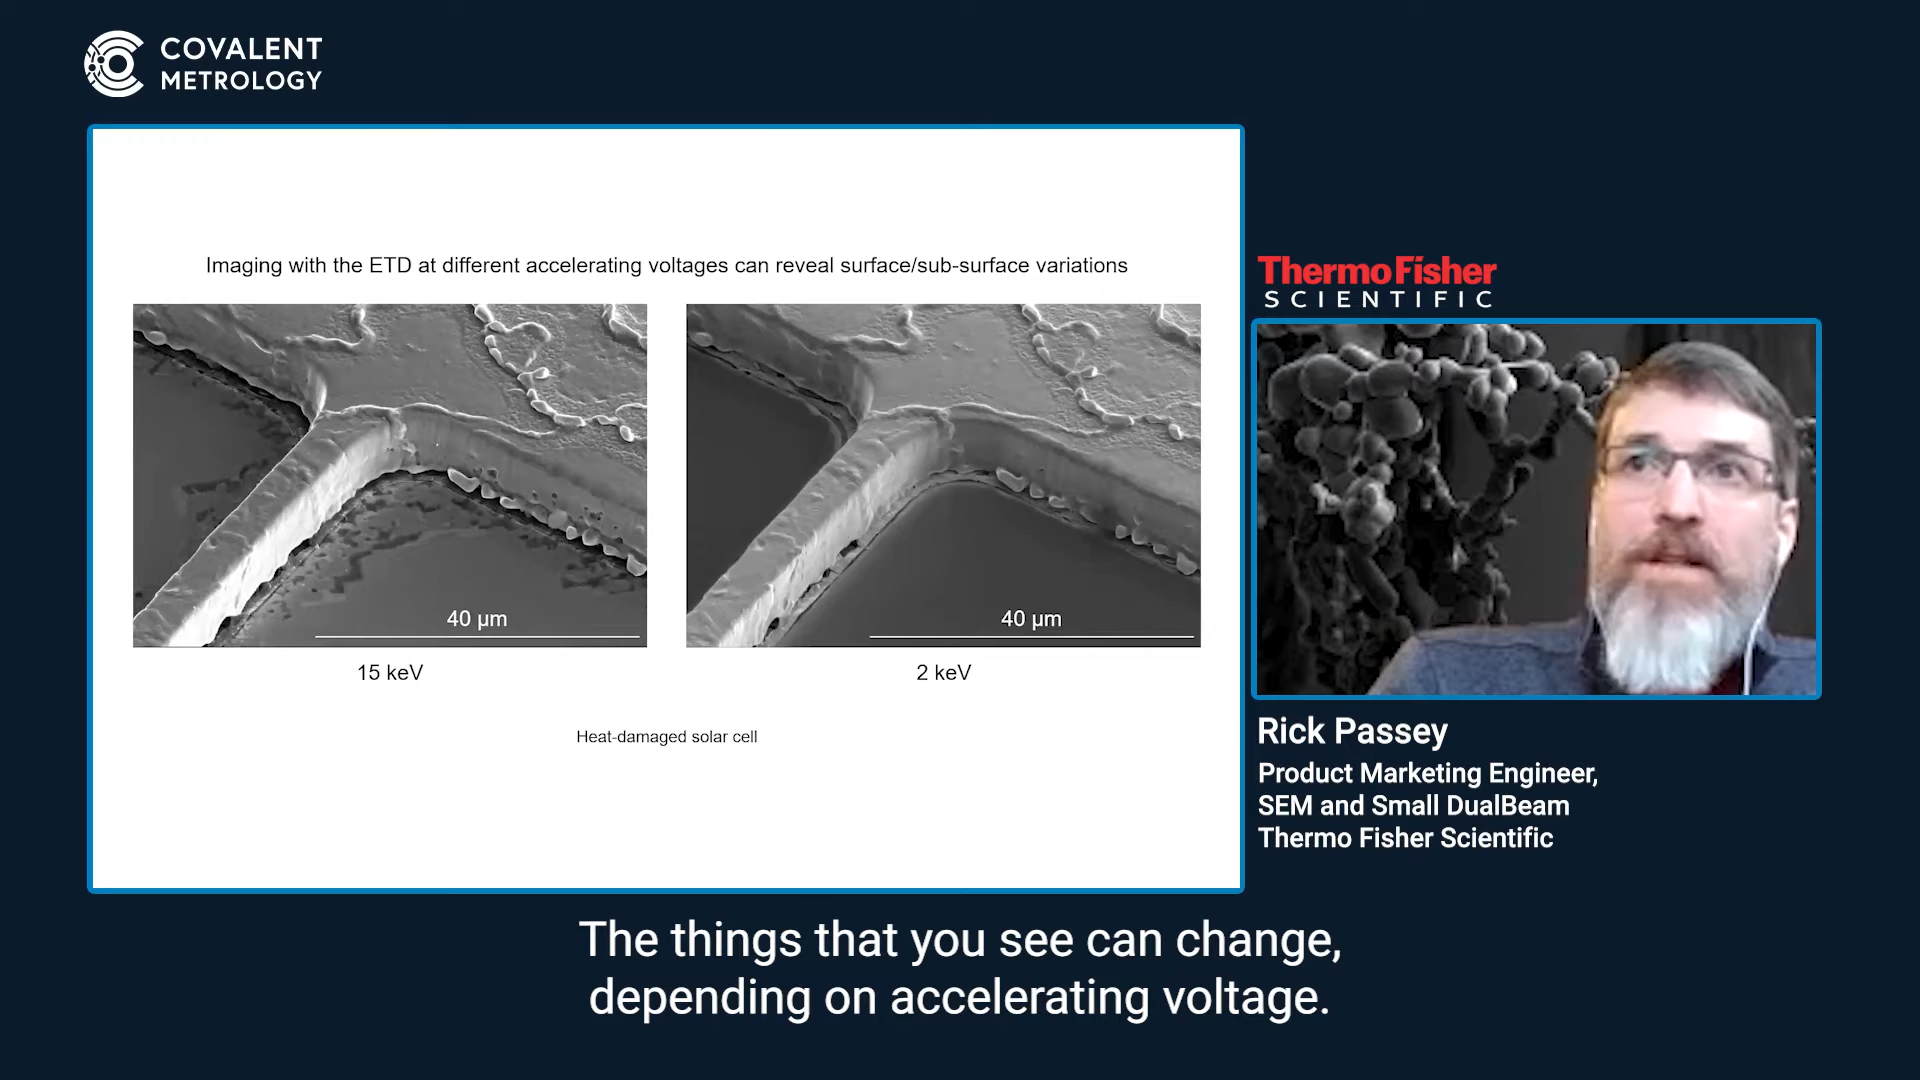 COVALENT
METROLOGY
Imaging with the ETD at different accelerating voltages can reveal surface/sub-surface variations
40 µm
40 µm
15 keV
2 keV
Heat-damaged solar cell
ThermoFisher
SCIENTIFIC
Rick Passey
Product Marketing Engineer,
SEM and Small DualBeam
Thermo Fisher Scientific
The things that you see can change,
depending on accelerating voltage.